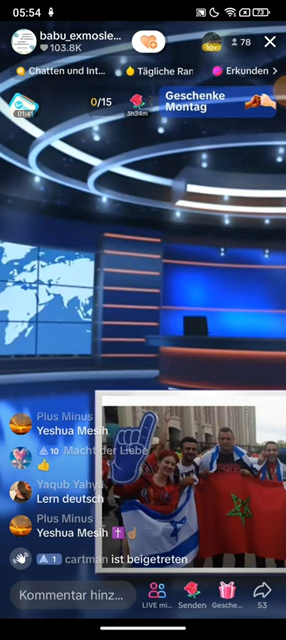 05:54
73
babu_exmosle...
103.8K
10+
78
Chatten und Int...
Tägliche Ran
Erkunden >
01:41
0/15
3h24m
Geschenke
Montag
Plus Minus
Yeshua Mesih
10 Macht der Liebe
Yaqub Yahya
Lern deutsch
Plus Minus
Yeshua Mesih
1 cartman ist beigetreten
Kommentar hinz...
LIVE mi...
Senden
Gesche...
53